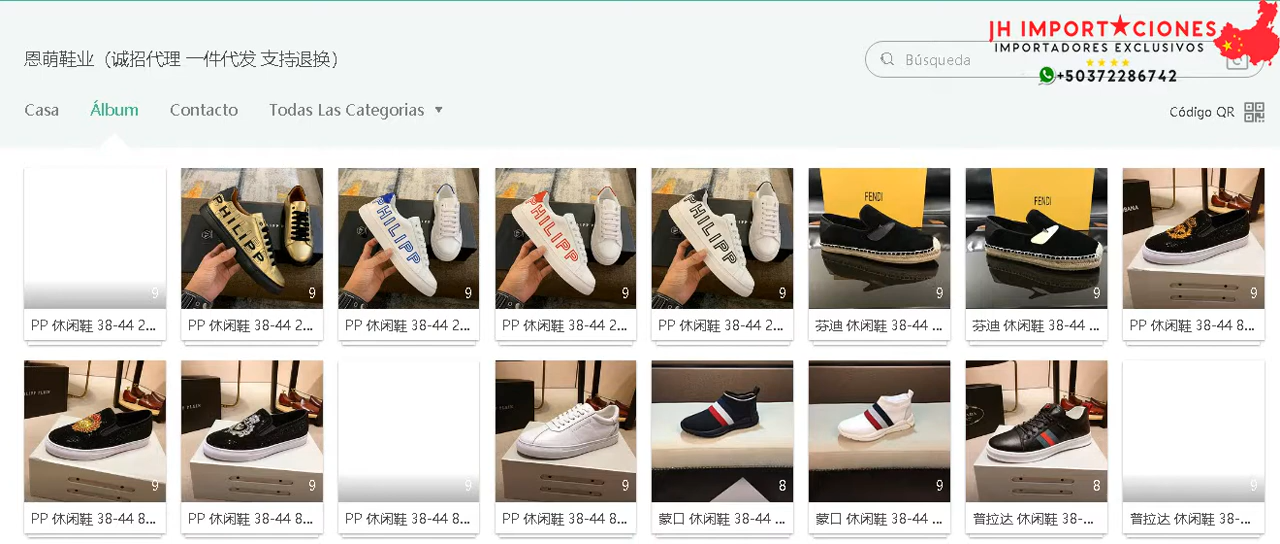 JH IMPORT★CIONES
IMPORTADORES EXCLUSIVOS
+50372286742
恩萌鞋业（诚招代理 一件代发 支持退换）
Búsqueda
Casa
Álbum
Contacto
Todas Las Categorias
Código QR
9
PHILIPP
9
PHILIPP
9
PHILIPP
9
PHILIPP
9
FENDI
9
FENDI
9
9
PP 休闲鞋 38-44 2...
PP 休闲鞋 38-44 2...
PP 休闲鞋 38-44 2...
PP 休闲鞋 38-44 2...
PP 休闲鞋 38-44 2...
芬迪 休闲鞋 38-44 ...
芬迪 休闲鞋 38-44 ...
PP 休闲鞋 38-44 8...
9
9
9
9
8
9
8
9
PP 休闲鞋 38-44 8...
PP 休闲鞋 38-44 8...
PP 休闲鞋 38-44 8...
PP 休闲鞋 38-44 8...
蒙口 休闲鞋 38-44 ...
蒙口 休闲鞋 38-44 ...
普拉达 休闲鞋 38-...
普拉达 休闲鞋 38-...